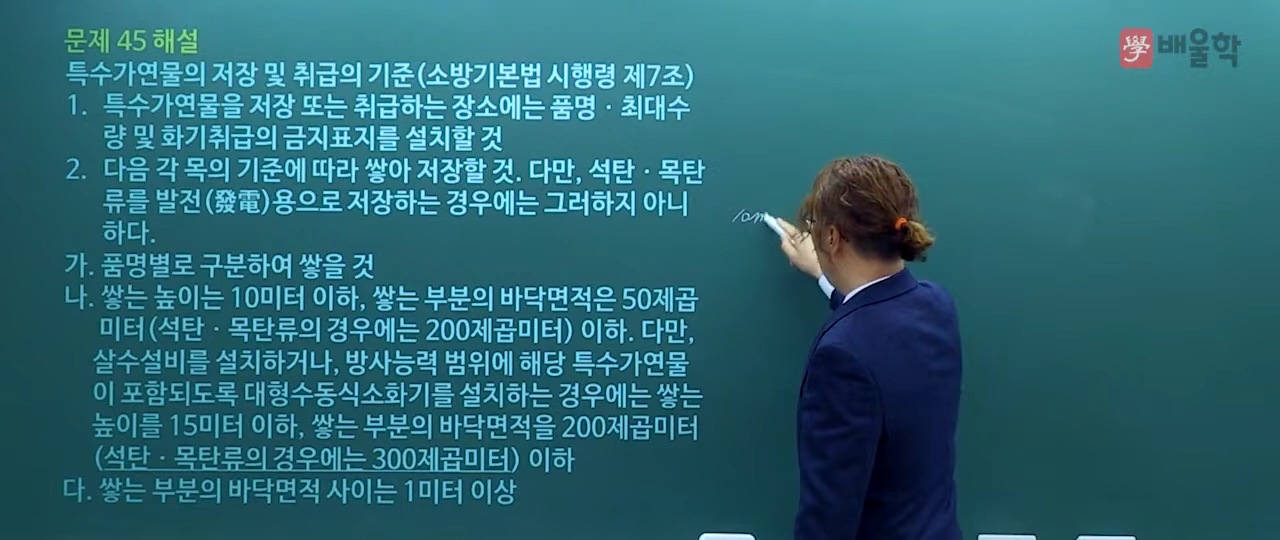 문제 45 해설
學 배울학
특수가연물의 저장 및 취급의 기준(소방기본법 시행령 제7조)
1. 특수가연물을 저장 또는 취급하는 장소에는 품명 · 최대수
량 및 화기취급의 금지표지를 설치할 것
2. 다음 각 목의 기준에 따라 쌓아 저장할 것. 다만, 석탄 · 목탄
류를 발전(發電)용으로 저장하는 경우에는 그러하지 아니
하다.
가. 품명별로 구분하여 쌓을 것
나. 쌓는 높이는 10미터 이하, 쌓는 부분의 바닥면적은 50제곱
미터(석탄 · 목탄류의 경우에는 200제곱미터) 이하. 다만,
살수설비를 설치하거나, 방사능력 범위에 해당 특수가연물
이 포함되도록 대형수동식소화기를 설치하는 경우에는 쌓는
높이를 15미터 이하, 쌓는 부분의 바닥면적을 200제곱미터
(석탄 · 목탄류의 경우에는 300제곱미터) 이하
다. 쌓는 부분의 바닥면적 사이는 1미터 이상
10m